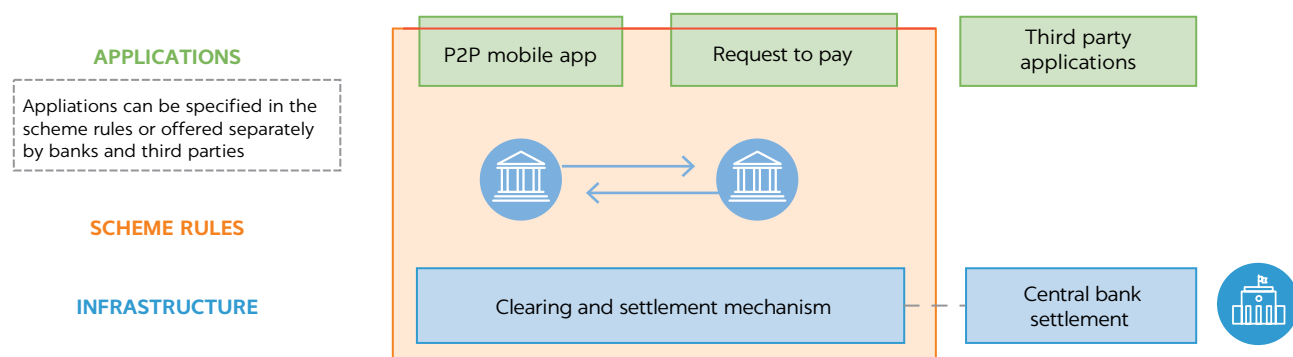 APPLICATIONS
Appliations can be specified in the
scheme rules or offered separately
by banks and third parties
P2P mobile app
Request to pay
Third party
applications
SCHEME RULES
INFRASTRUCTURE
Clearing and settlement mechanism
Central bank
settlement